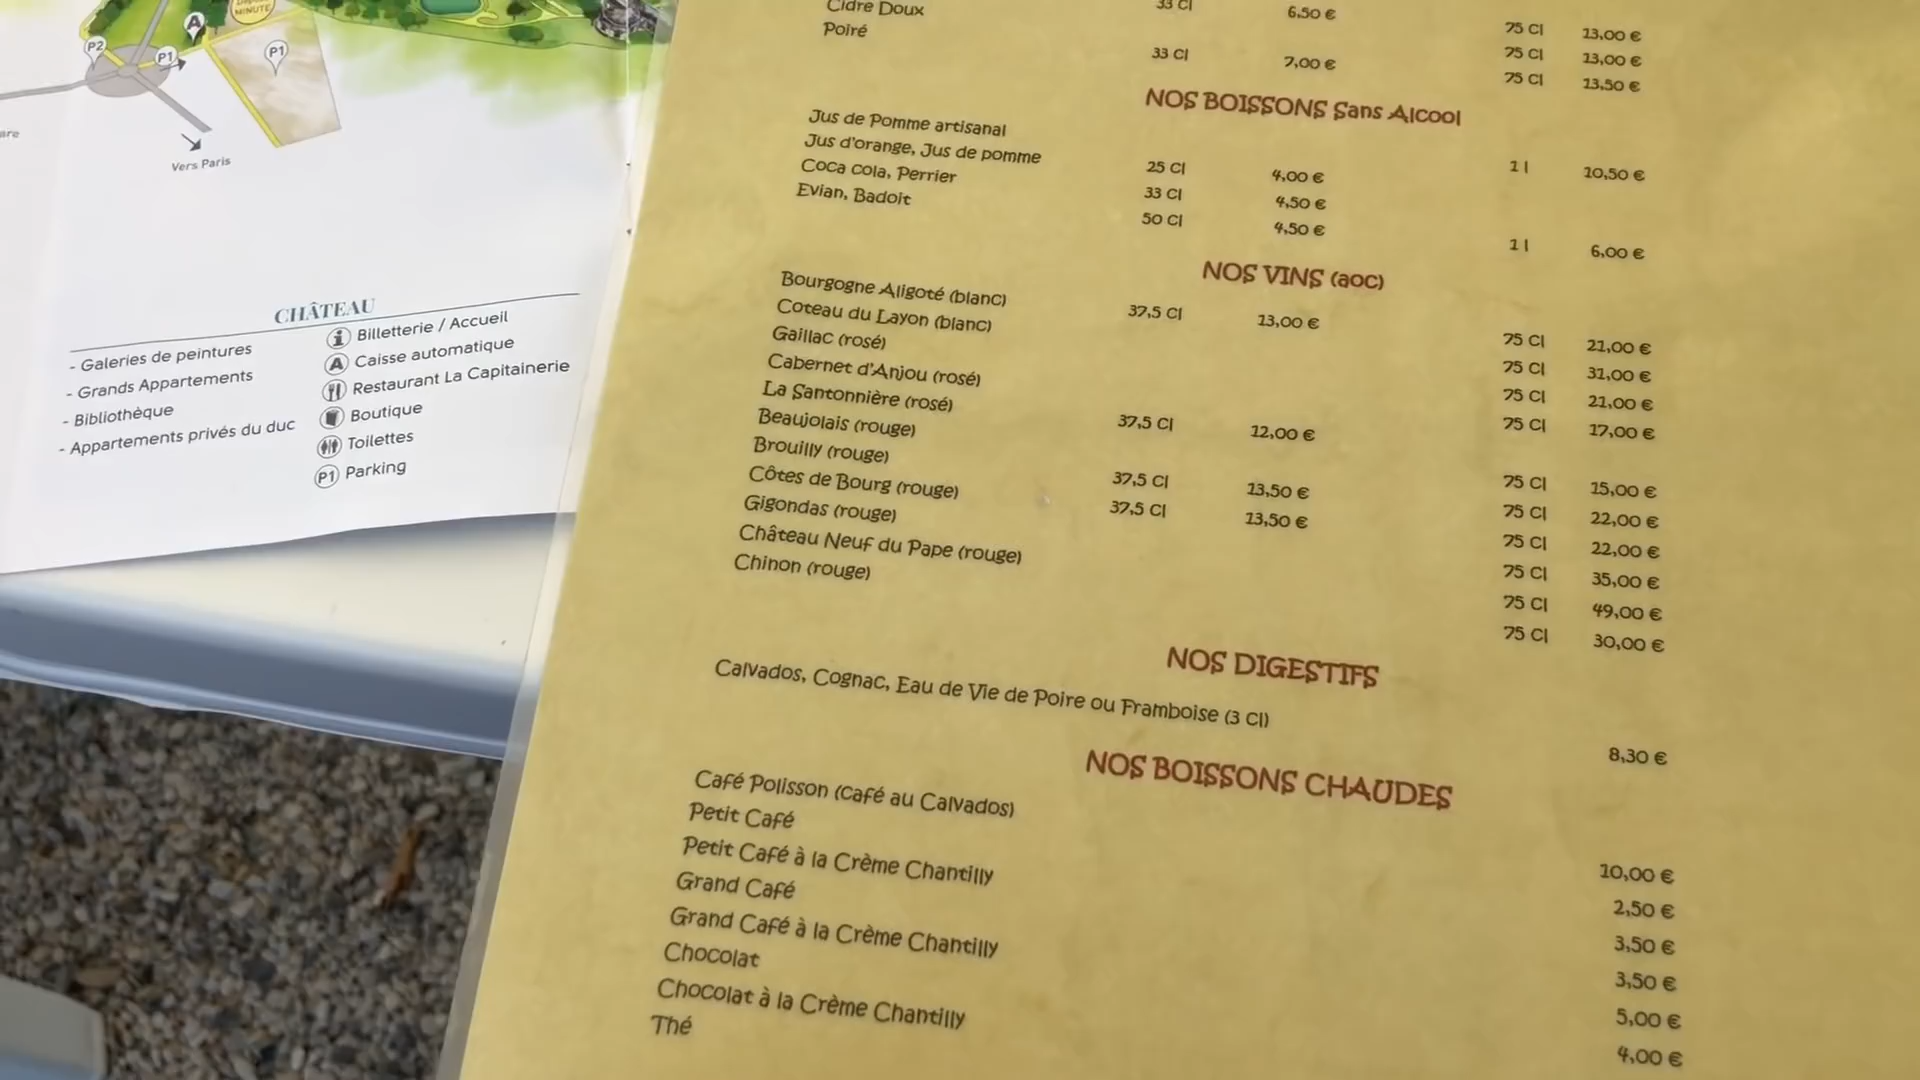 MINUTE
A
P2
P1
P1
Vers Paris
CHÂTEAU
- Galeries de peintures
- Grands Appartements
- Bibliothèque
- Appartements privés du duc
i Billetterie / Accueil
A Caisse automatique
Restaurant La Capitainerie
Boutique
Toilettes
P1 Parking
Cidre Doux 33 Cl 6,50 € 75 Cl 13,00 €
Poiré 75 Cl 13,00 €
33 Cl 7,00 € 75 Cl 13,50 €
NOS BOISSONS Sans Alcool
Jus de Pomme artisanal 1 l 10,50 €
Jus d'orange, Jus de pomme 25 Cl 4,00 €
Coca cola, Perrier 33 Cl 4,50 €
Evian, Badoit 50 Cl 4,50 € 1 l 6,00 €
NOS VINS (aoc)
Bourgogne Aligoté (blanc) 37,5 Cl 13,00 € 75 Cl 21,00 €
Coteau du Layon (blanc) 75 Cl 31,00 €
Gaillac (rosé) 75 Cl 21,00 €
Cabernet d'Anjou (rosé) 75 Cl 17,00 €
La Santonnière (rosé) 37,5 Cl 12,00 €
Beaujolais (rouge) 75 Cl 15,00 €
Brouilly (rouge) 37,5 Cl 13,50 € 75 Cl 22,00 €
Côtes de Bourg (rouge) 37,5 Cl 13,50 € 75 Cl 22,00 €
Gigondas (rouge) 75 Cl 35,00 €
Château Neuf du Pape (rouge) 75 Cl 49,00 €
Chinon (rouge) 75 Cl 30,00 €
NOS DIGESTIFS
Calvados, Cognac, Eau de Vie de Poire ou Framboise (3 Cl) 8,30 €
NOS BOISSONS CHAUDES
Café Polisson (café au Calvados) 10,00 €
Petit Café 2,50 €
Petit Café à la Crème Chantilly 3,50 €
Grand Café 3,50 €
Grand Café à la Crème Chantilly 5,00 €
Chocolat 4,00 €
Chocolat à la Crème Chantilly
Thé